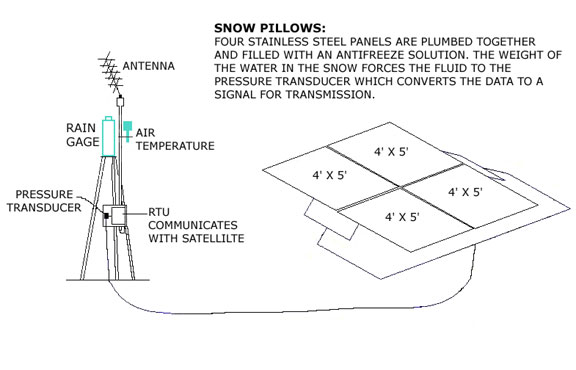 SNOW PILLOWS:
FOUR STAINLESS STEEL PANELS ARE PLUMBED TOGETHER
AND FILLED WITH AN ANTIFREEZE SOLUTION. THE WEIGHT OF
THE WATER IN THE SNOW FORCES THE FLUID TO THE
PRESSURE TRANSDUCER WHICH CONVERTS THE DATA TO A
SIGNAL FOR TRANSMISSION.
ANTENNA
RAIN
GAGE
AIR
TEMPERATURE
PRESSURE
TRANSDUCER
RTU
COMMUNICATES
WITH SATELLILTE
4' X 5'
4' X 5'
4' X 5'
4' X 5'